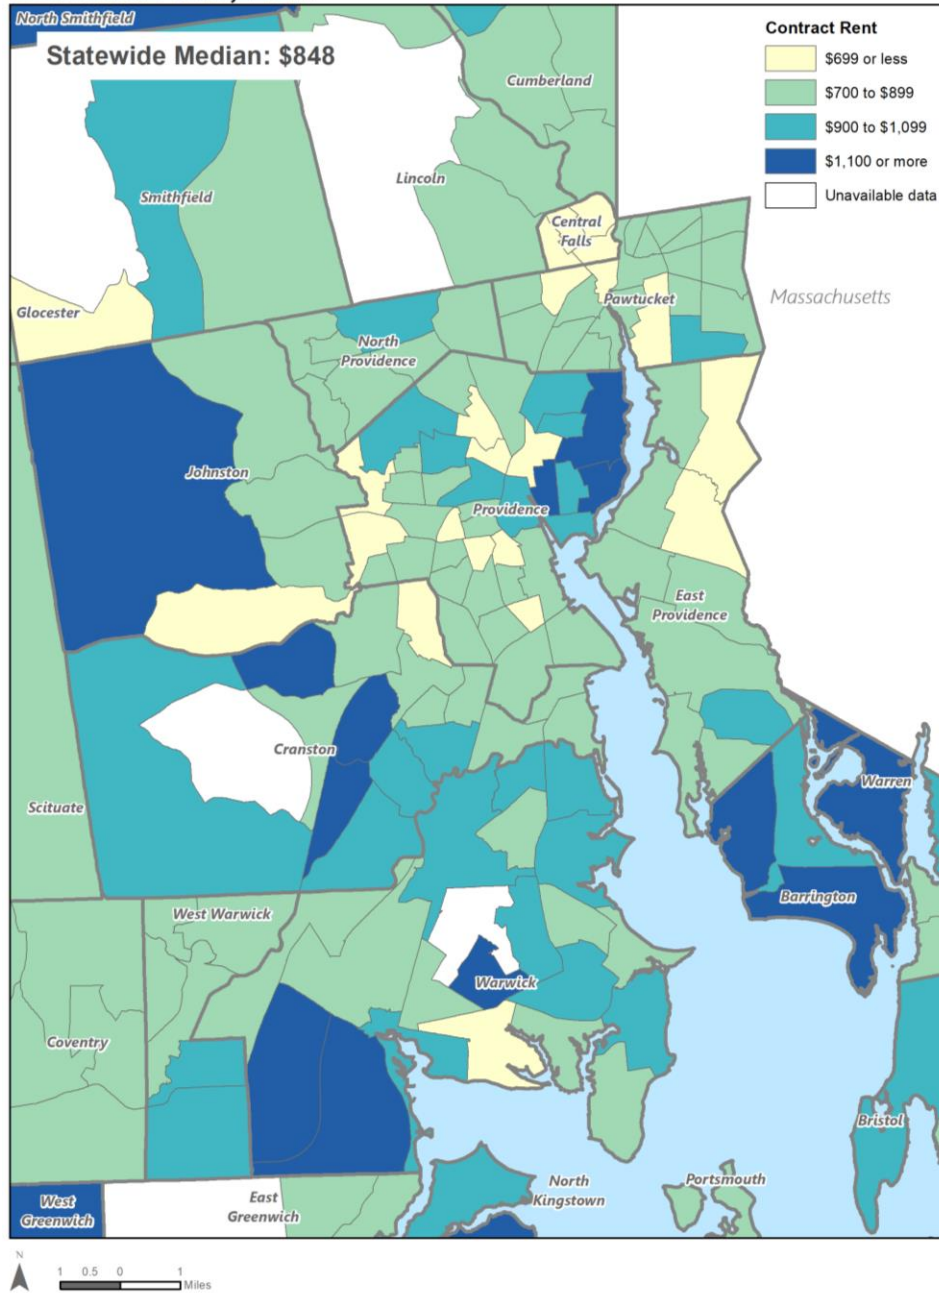 North Smithfield
Statewide Median: $848
Contract Rent
$699 or less
$700 to $899
$900 to $1,099
$1,100 or more
Unavailable data
Cumberland
Lincoln
Smithfield
Central
Falls
Massachusetts
Pawtucket
Glocester
North
Providence
Johnston
Providence
East
Providence
Cranston
Warren
Scituate
Barrington
West Warwick
Warwick
Coventry
Bristol
West
Greenwich
East
Greenwich
North
Kingstown
Portsmouth
N
1 0.5 0 1
Miles